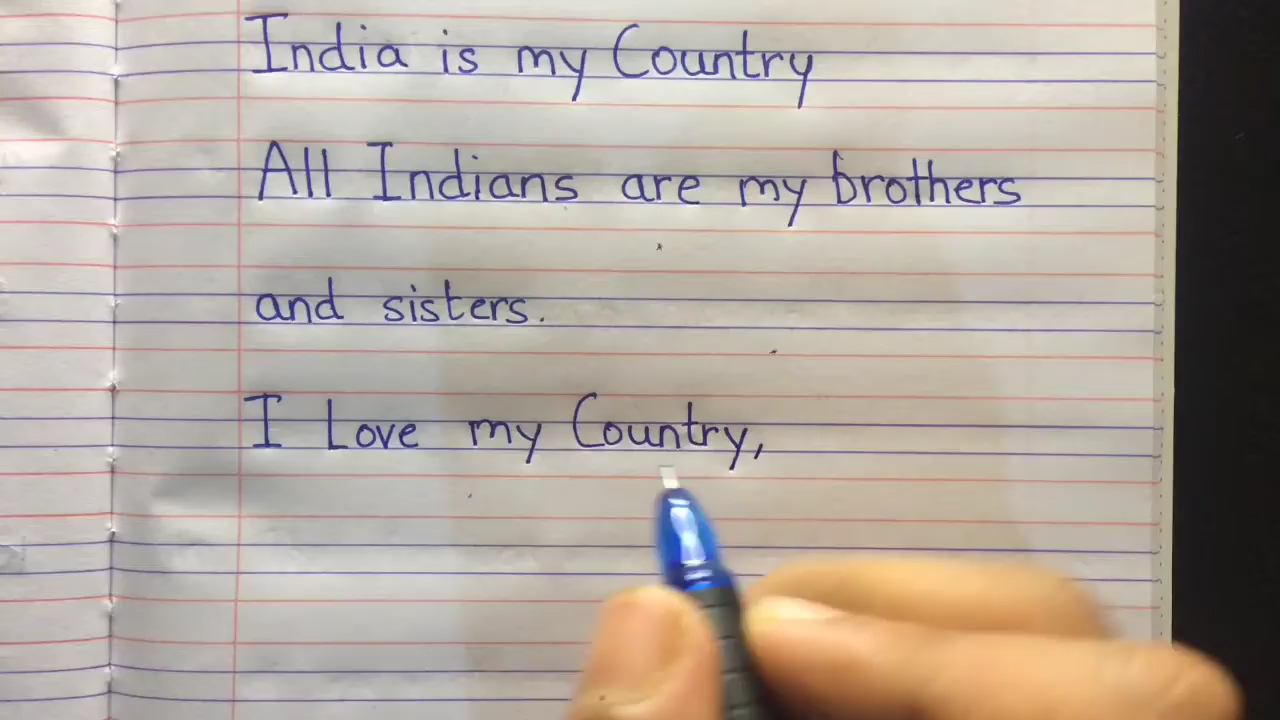 India is my Country
All Indians are my brothers
and sisters.
I Love my Country,